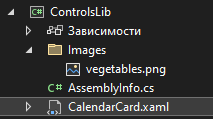 ControlsLib
Зависимости
Images
vegetables.png
AssemblyInfo.cs
CalendarCard.xaml